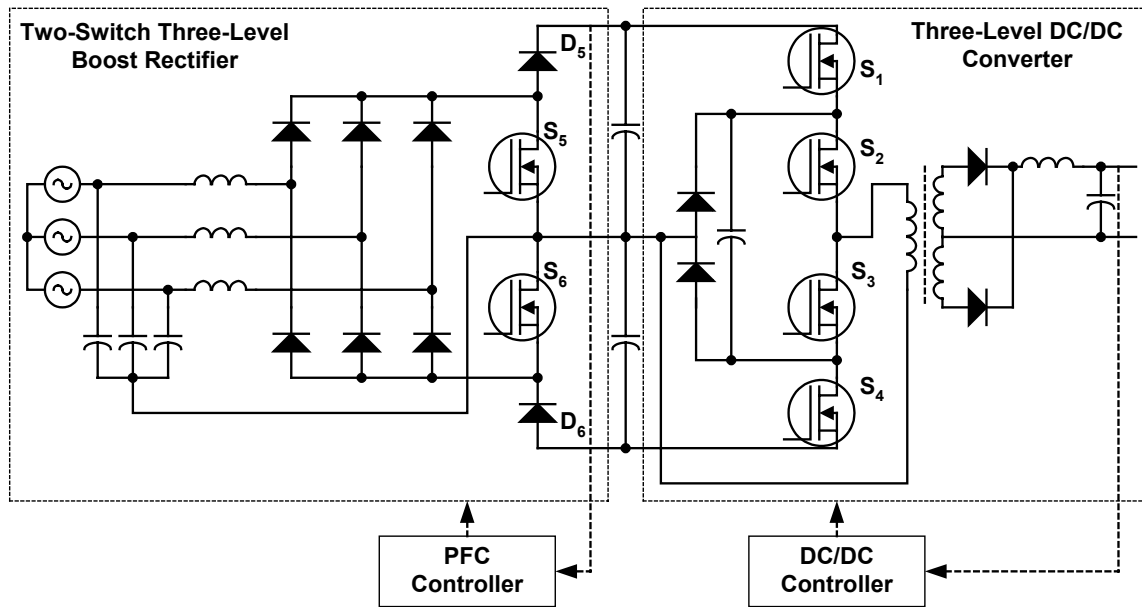 Two-Switch Three-Level
Boost Rectifier
D5
S5
S6
D6
Three-Level DC/DC
Converter
S1
S2
S3
S4
PFC
Controller
DC/DC
Controller